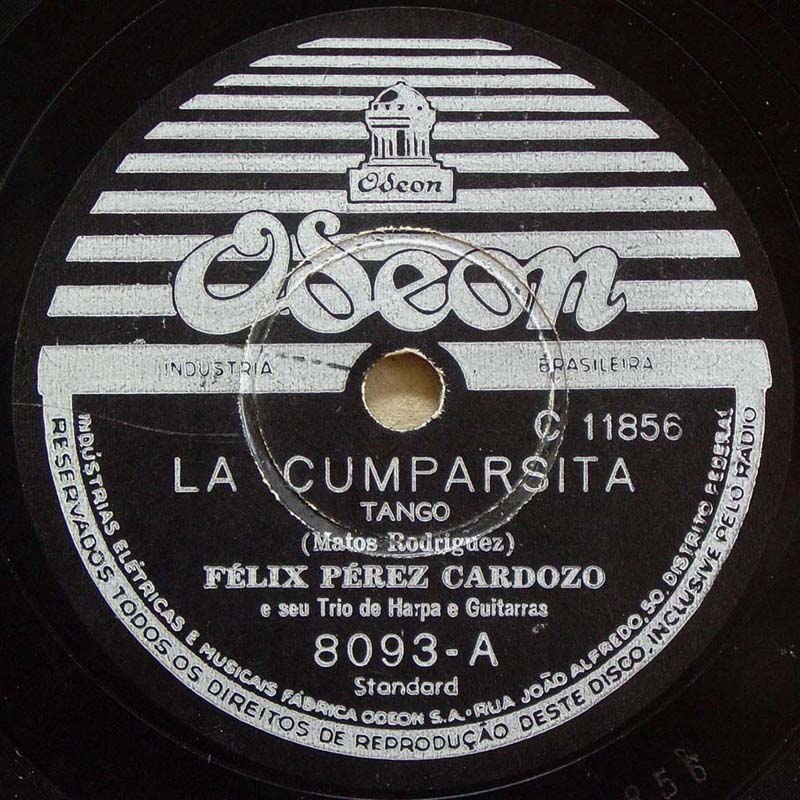 Odeon
Odeon
INDÚSTRIA BRASILEIRA
C 11856
LA CUMPARSITA
TANGO
(Matos Rodriguez)
FÉLIX PÉREZ CARDOZO
e seu Trio de Harpa e Guitarras
8093-A
Standard
INDÚSTRIAS ELÉTRICAS E MUSICAIS FÁBRICA ODEON S.A. · RUA JOÃO ALFREDO, 50. DISTRITO FEDERAL
RESERVADOS TODOS OS DIREITOS DE REPRODUÇÃO DESTE DISCO, INCLUSIVE PELO RADIO